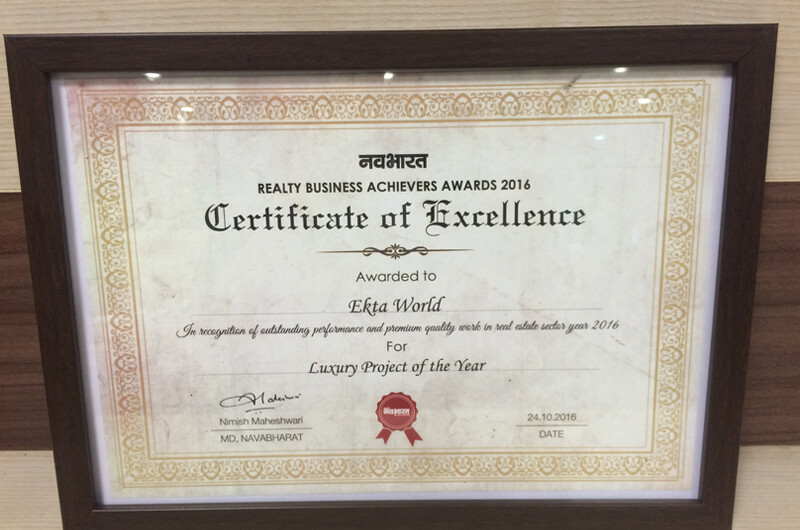 नवभारत
REALTY BUSINESS ACHIEVERS AWARDS 2016
Certificate of Excellence
Awarded to
Ekta World
In recognition of outstanding performance and premium quality work in real estate sector year 2016
For
Luxury Project of the Year
Nimish Maheshwari
MD, NAVABHARAT
नवभारत
24.10.2016
DATE